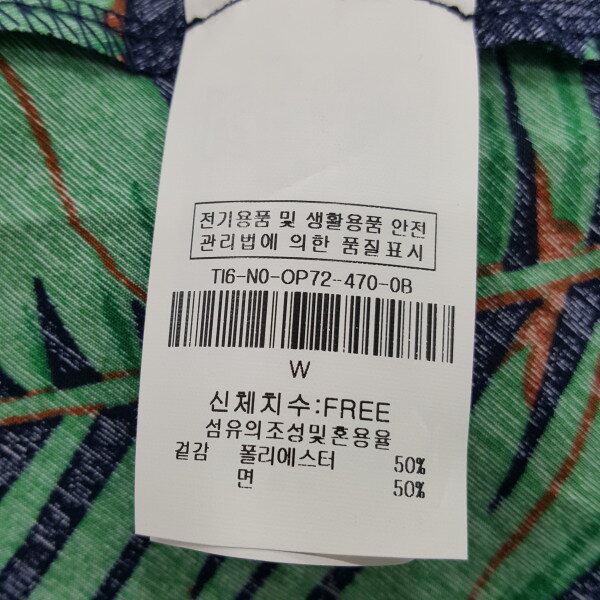 전기용품 및 생활용품 안전
관리법에 의한 품질표시
TI6-N0-OP72-470-0B
W
신체치수:FREE
섬유의조성및혼용율
겉감 폴리에스터 50%
면 50%